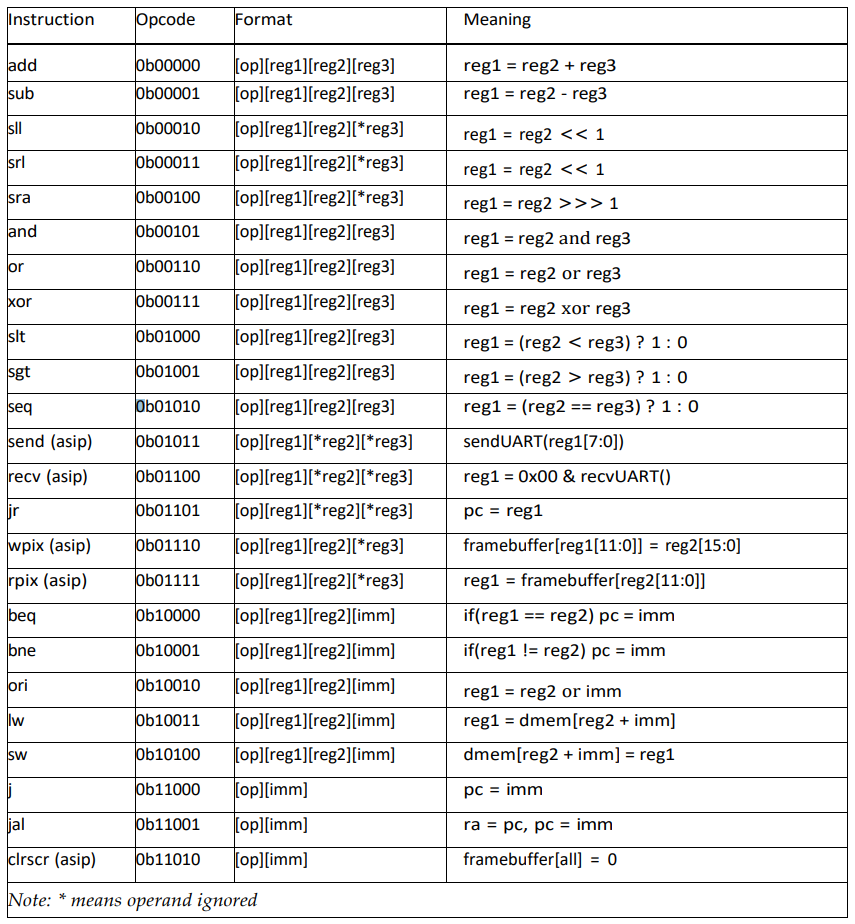 Instruction Opcode Format Meaning
add 0b00000 [op][reg1][reg2][reg3] reg1 = reg2 + reg3
sub 0b00001 [op][reg1][reg2][reg3] reg1 = reg2 - reg3
sll 0b00010 [op][reg1][reg2][*reg3] reg1 = reg2 << 1
srl 0b00011 [op][reg1][reg2][*reg3] reg1 = reg2 << 1
sra 0b00100 [op][reg1][reg2][*reg3] reg1 = reg2 >>> 1
and 0b00101 [op][reg1][reg2][reg3] reg1 = reg2 and reg3
or 0b00110 [op][reg1][reg2][reg3] reg1 = reg2 or reg3
xor 0b00111 [op][reg1][reg2][reg3] reg1 = reg2 xor reg3
slt 0b01000 [op][reg1][reg2][reg3] reg1 = (reg2 < reg3) ? 1 : 0
sgt 0b01001 [op][reg1][reg2][reg3] reg1 = (reg2 > reg3) ? 1 : 0
seq 0b01010 [op][reg1][reg2][reg3] reg1 = (reg2 == reg3) ? 1 : 0
send (asip) 0b01011 [op][reg1][*reg2][*reg3] sendUART(reg1[7:0])
recv (asip) 0b01100 [op][reg1][*reg2][*reg3] reg1 = 0x00 & recvUART()
jr 0b01101 [op][reg1][*reg2][*reg3] pc = reg1
wpix (asip) 0b01110 [op][reg1][reg2][*reg3] framebuffer[reg1[11:0]] = reg2[15:0]
rpix (asip) 0b01111 [op][reg1][reg2][*reg3] reg1 = framebuffer[reg2[11:0]]
beq 0b10000 [op][reg1][reg2][imm] if(reg1 == reg2) pc = imm
bne 0b10001 [op][reg1][reg2][imm] if(reg1 != reg2) pc = imm
ori 0b10010 [op][reg1][reg2][imm] reg1 = reg2 or imm
lw 0b10011 [op][reg1][reg2][imm] reg1 = dmem[reg2 + imm]
sw 0b10100 [op][reg1][reg2][imm] dmem[reg2 + imm] = reg1
j 0b11000 [op][imm] pc = imm
jal 0b11001 [op][imm] ra = pc, pc = imm
clrscr (asip) 0b11010 [op][imm] framebuffer[all] = 0
Note: * means operand ignored